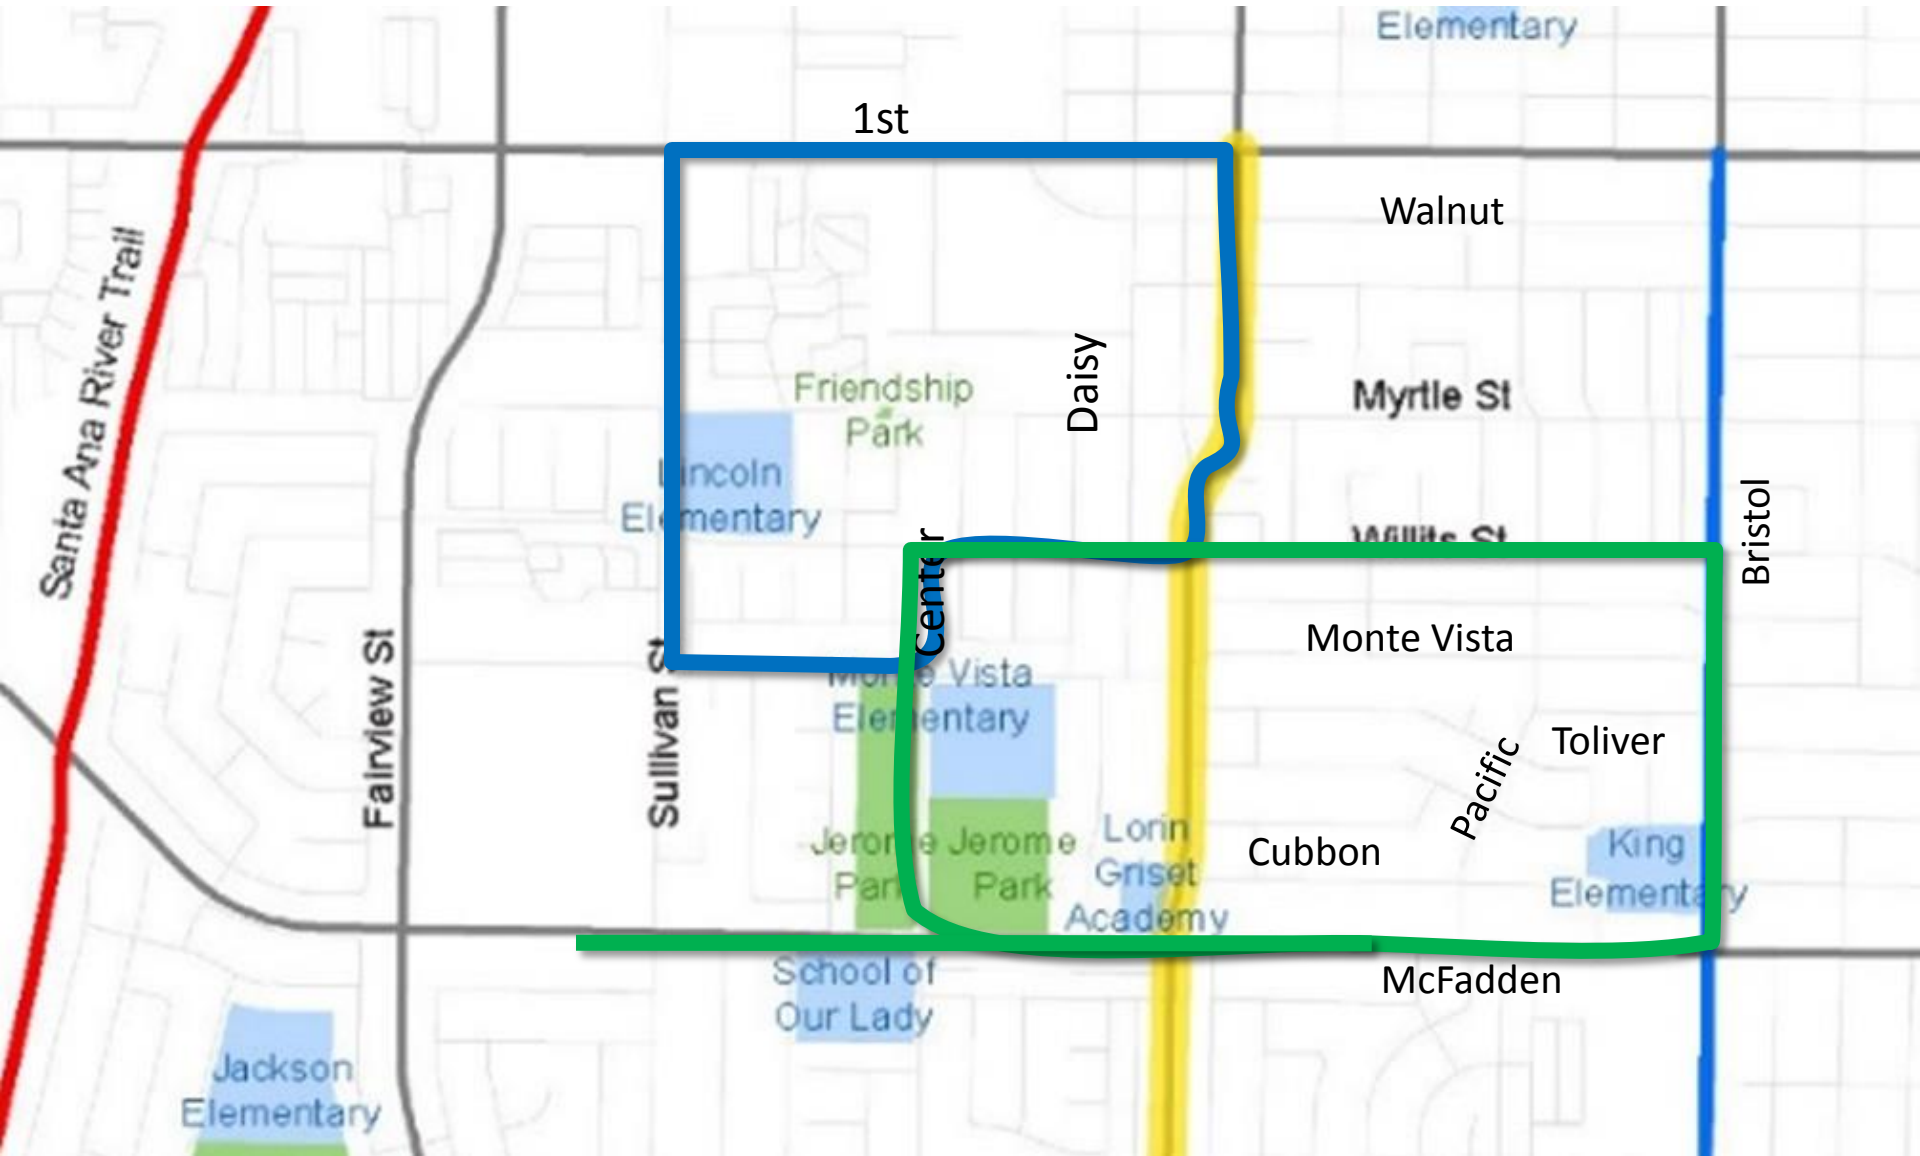 Elementary
1st
Walnut
Santa Ana River Trail
Daisy
Friendship
Park
Myrtle St
Lincoln
Elementary
Center
Willits St
Bristol
Fairview St
Sullivan St
Monte Vista
Monte Vista
Elementary
Toliver
Pacific
Jerome
Park
Jerome
Park
Lorin
Griset
Academy
Cubbon
King
Elementary
School of
Our Lady
McFadden
Jackson
Elementary